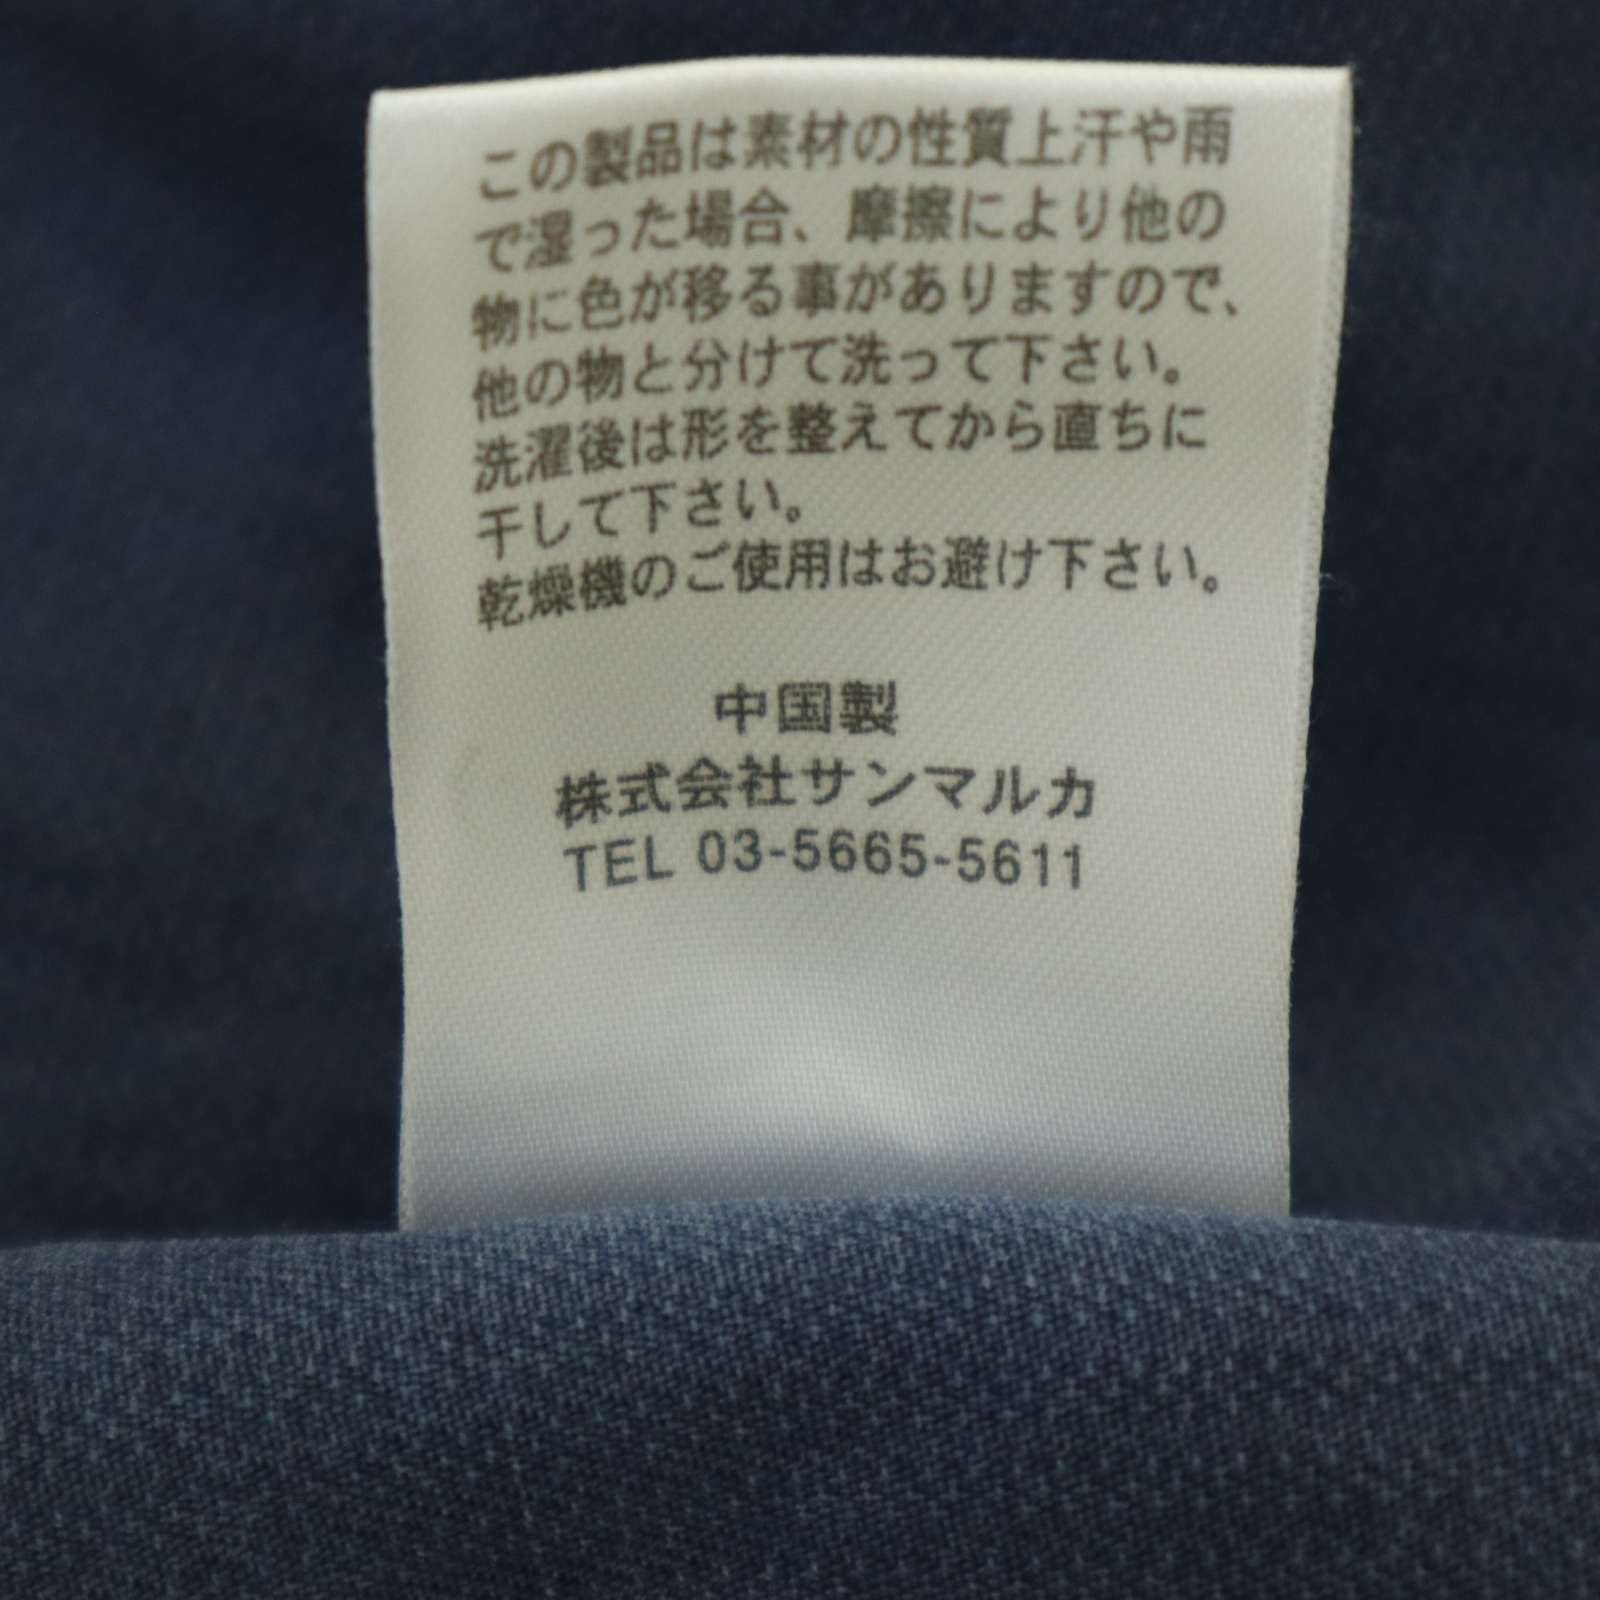 この製品は素材の性質上汗や雨
で湿った場合、摩擦により他の
物に色が移る事がありますので、
他の物と分けて洗って下さい。
洗濯後は形を整えてから直ちに
干して下さい。
乾燥機のご使用はお避け下さい。
中国製
株式会社サンマルカ
TEL 03-5665-5611